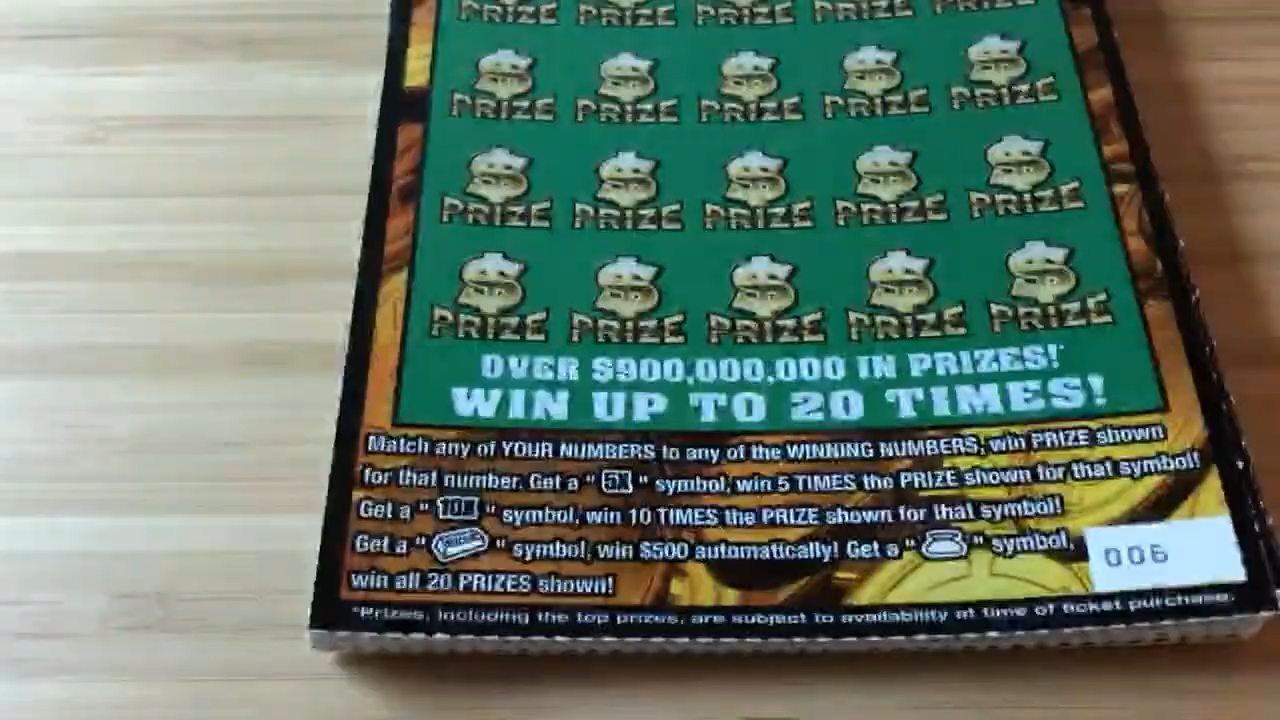 PRIZE PRIZE PRIZE PRIZE PRIZE
PRIZE PRIZE PRIZE PRIZE PRIZE
PRIZE PRIZE PRIZE PRIZE PRIZE
PRIZE PRIZE PRIZE PRIZE PRIZE
OVER $900,000,000 IN PRIZES!*
WIN UP TO 20 TIMES!
Match any of YOUR NUMBERS to any of the WINNING NUMBERS, win PRIZE shown
for that number. Get a "5X" symbol, win 5 TIMES the PRIZE shown for that symbol!
Get a "10X" symbol, win 10 TIMES the PRIZE shown for that symbol!
Get a " " symbol, win $500 automatically! Get a " " symbol,
win all 20 PRIZES shown!
006
*Prizes, including the top prizes, are subject to availability at time of ticket purchase.